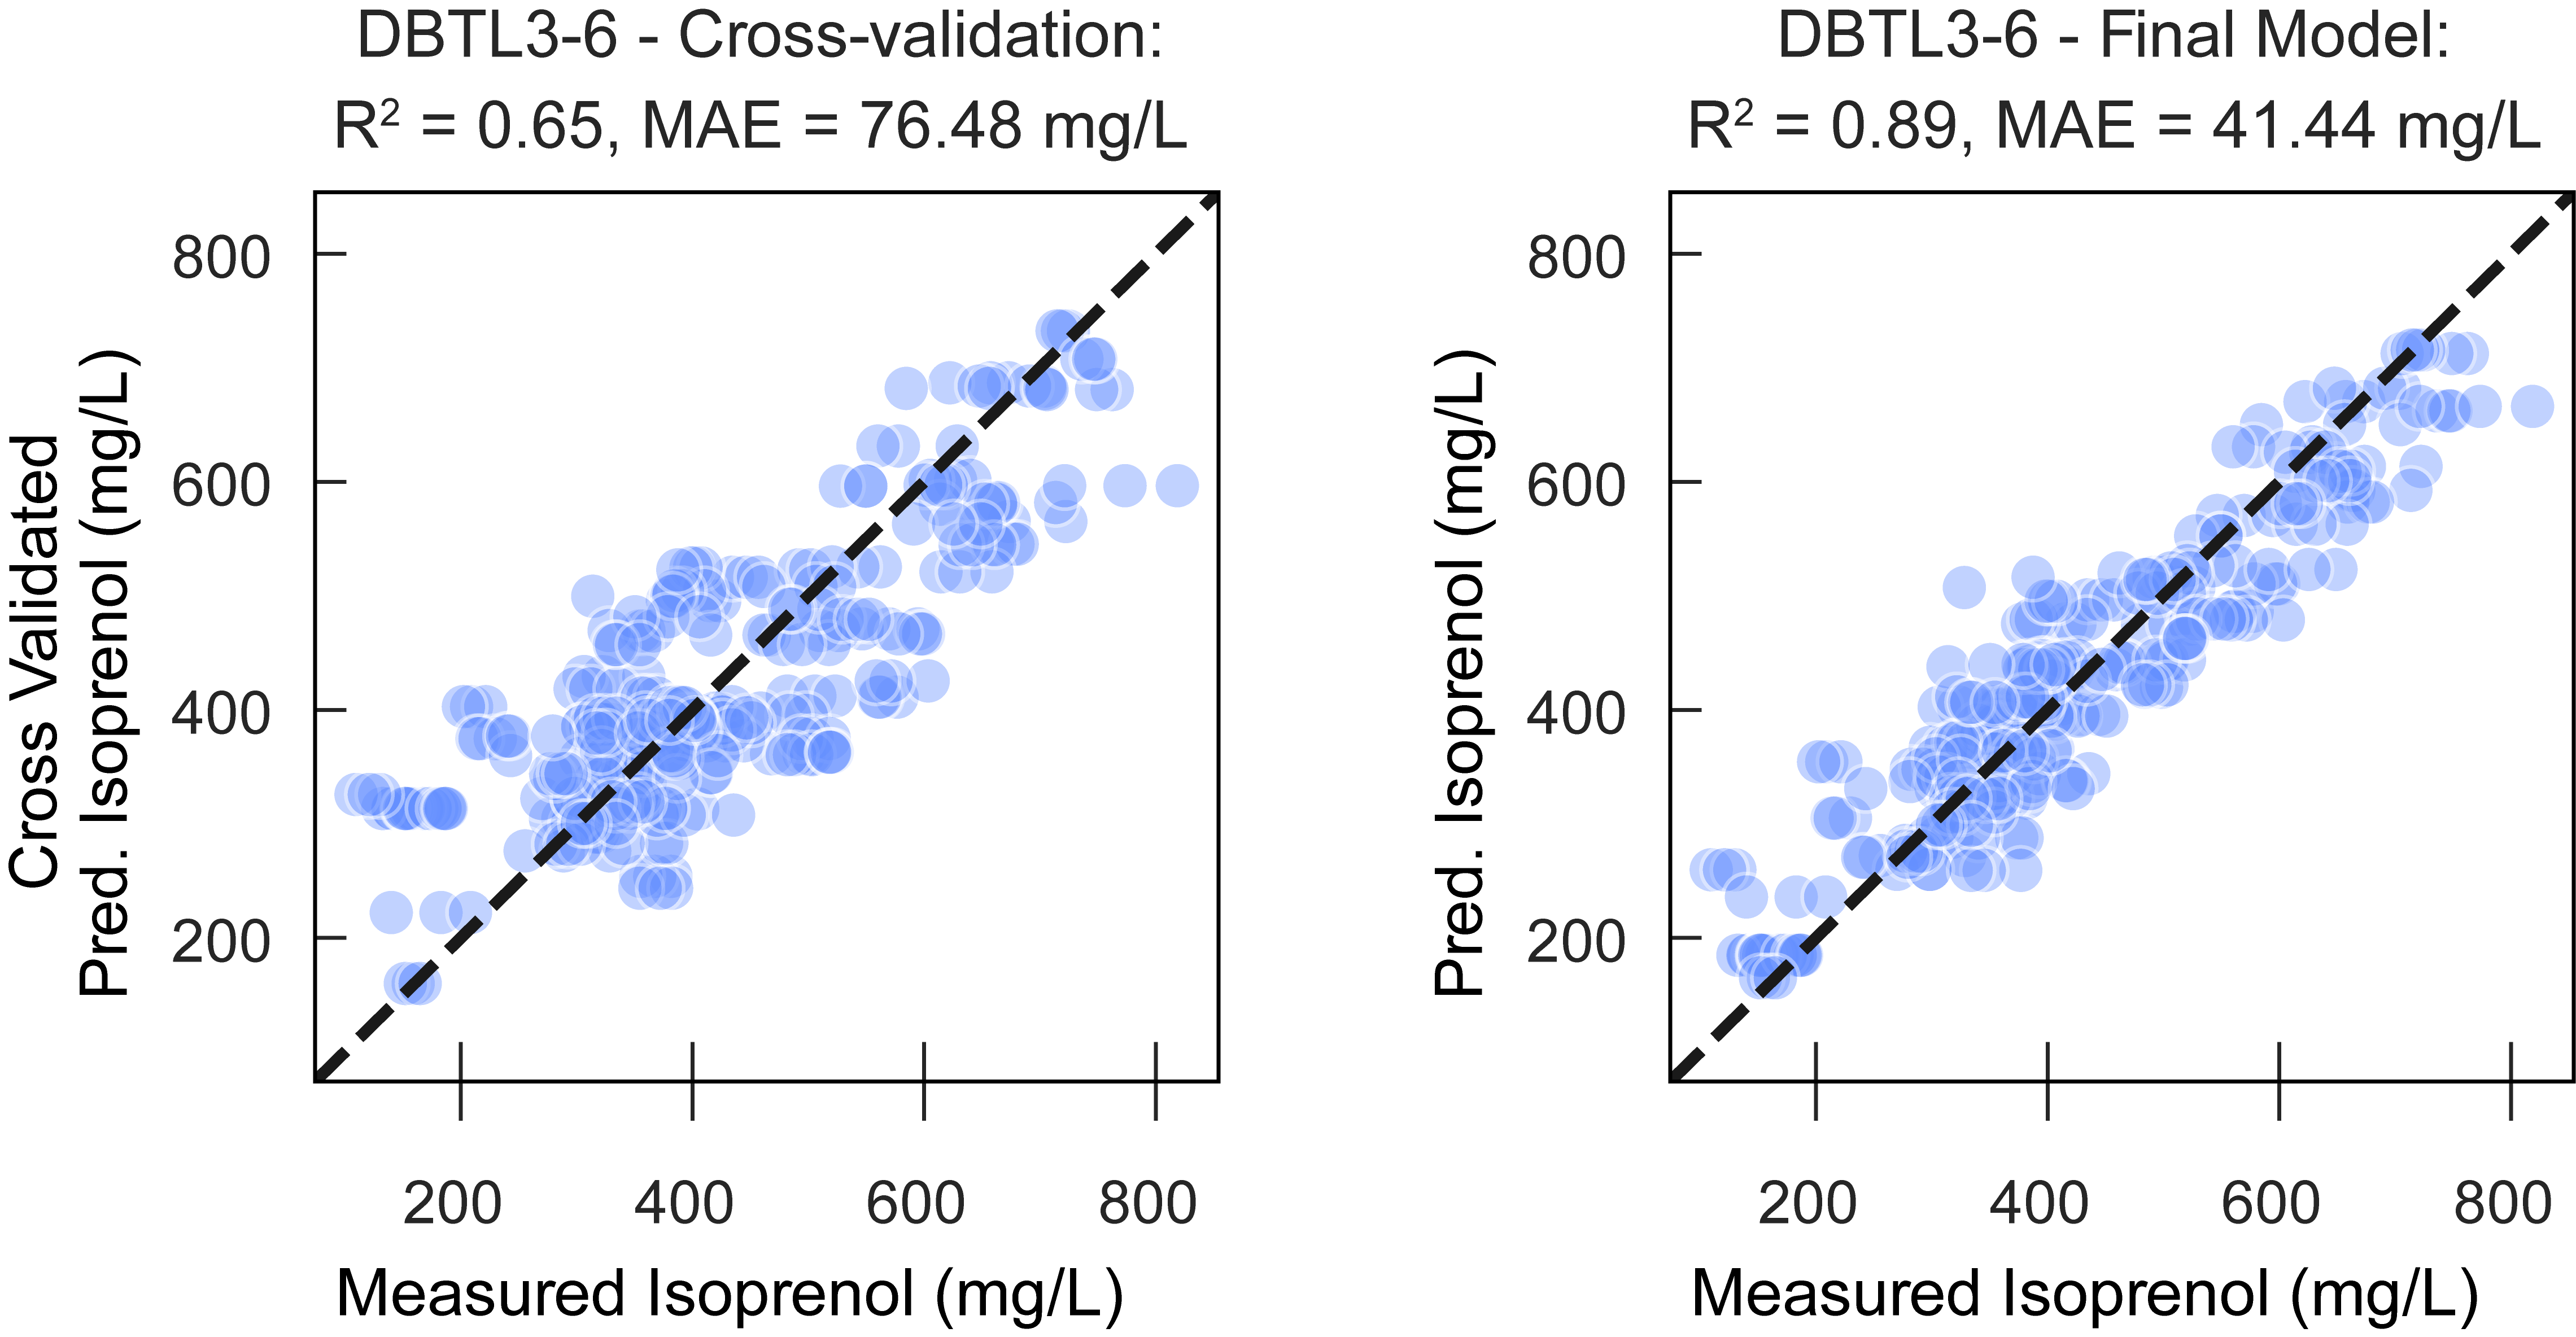 DBTL3-6 - Cross-validation:
R² = 0.65, MAE = 76.48 mg/L
Cross Validated
Pred. Isoprenol (mg/L)
800
600
400
200
200 400 600 800
Measured Isoprenol (mg/L)
DBTL3-6 - Final Model:
R² = 0.89, MAE = 41.44 mg/L
Pred. Isoprenol (mg/L)
800
600
400
200
200 400 600 800
Measured Isoprenol (mg/L)